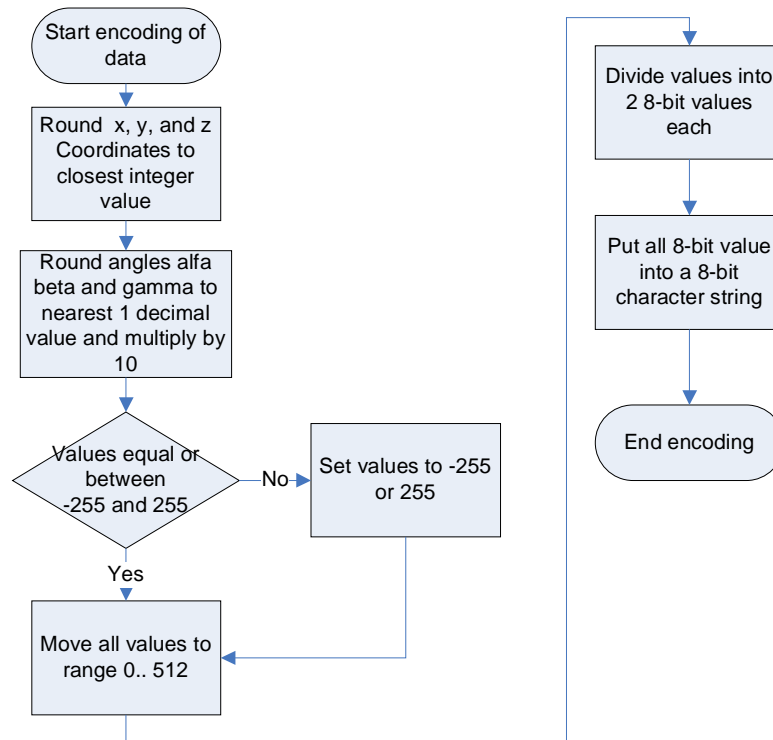 Start encoding of
data
Round  x, y, and z
Coordinates to
closest integer
value
Round angles alfa
beta and gamma to
nearest 1 decimal
value and multiply by
10
Values equal or
between
-255 and 255
No
Set values to -255
or 255
Yes
Move all values to
range 0.. 512
Divide values into
2 8-bit values
each
Put all 8-bit value
into a 8-bit
character string
End encoding